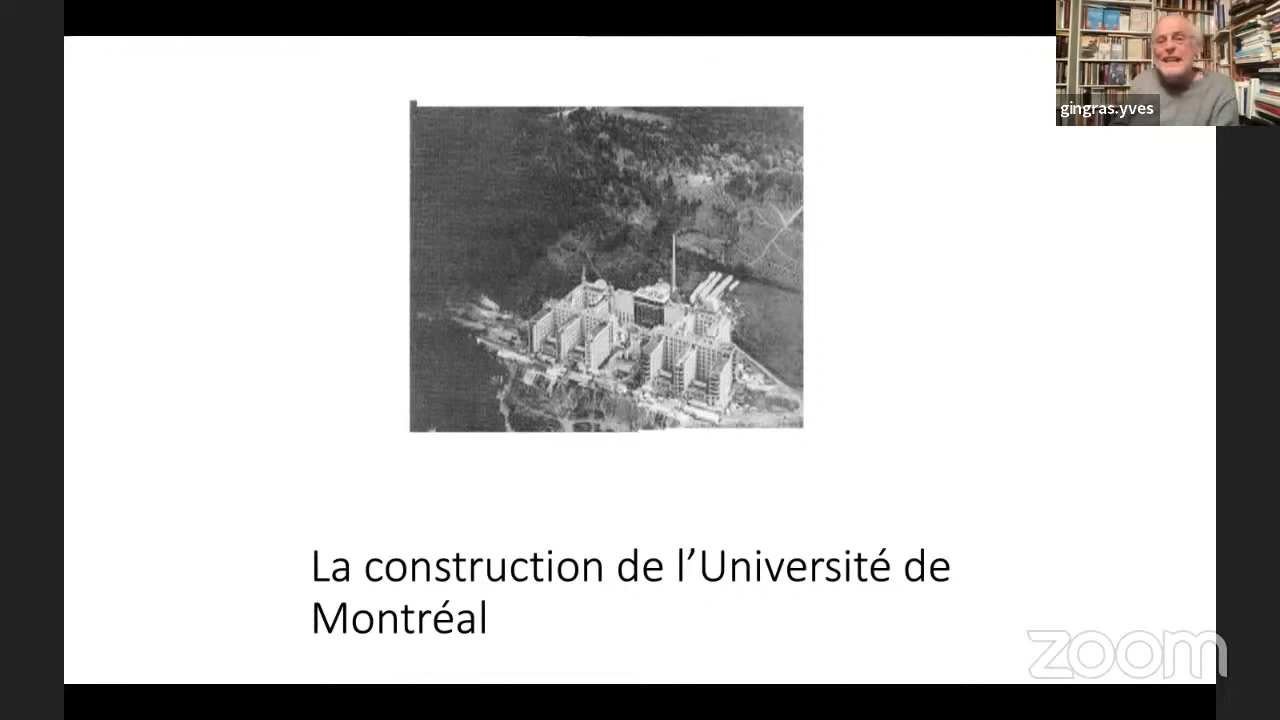 gingras.yves
La construction de l’Université de
Montréal
zoom